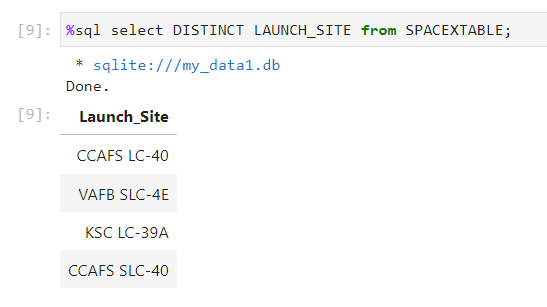 [9]: %sql select DISTINCT LAUNCH_SITE from SPACEXTABLE;
* sqlite:///my_data1.db
Done.
[9]: Launch_Site
CCAFS LC-40
VAFB SLC-4E
KSC LC-39A
CCAFS SLC-40